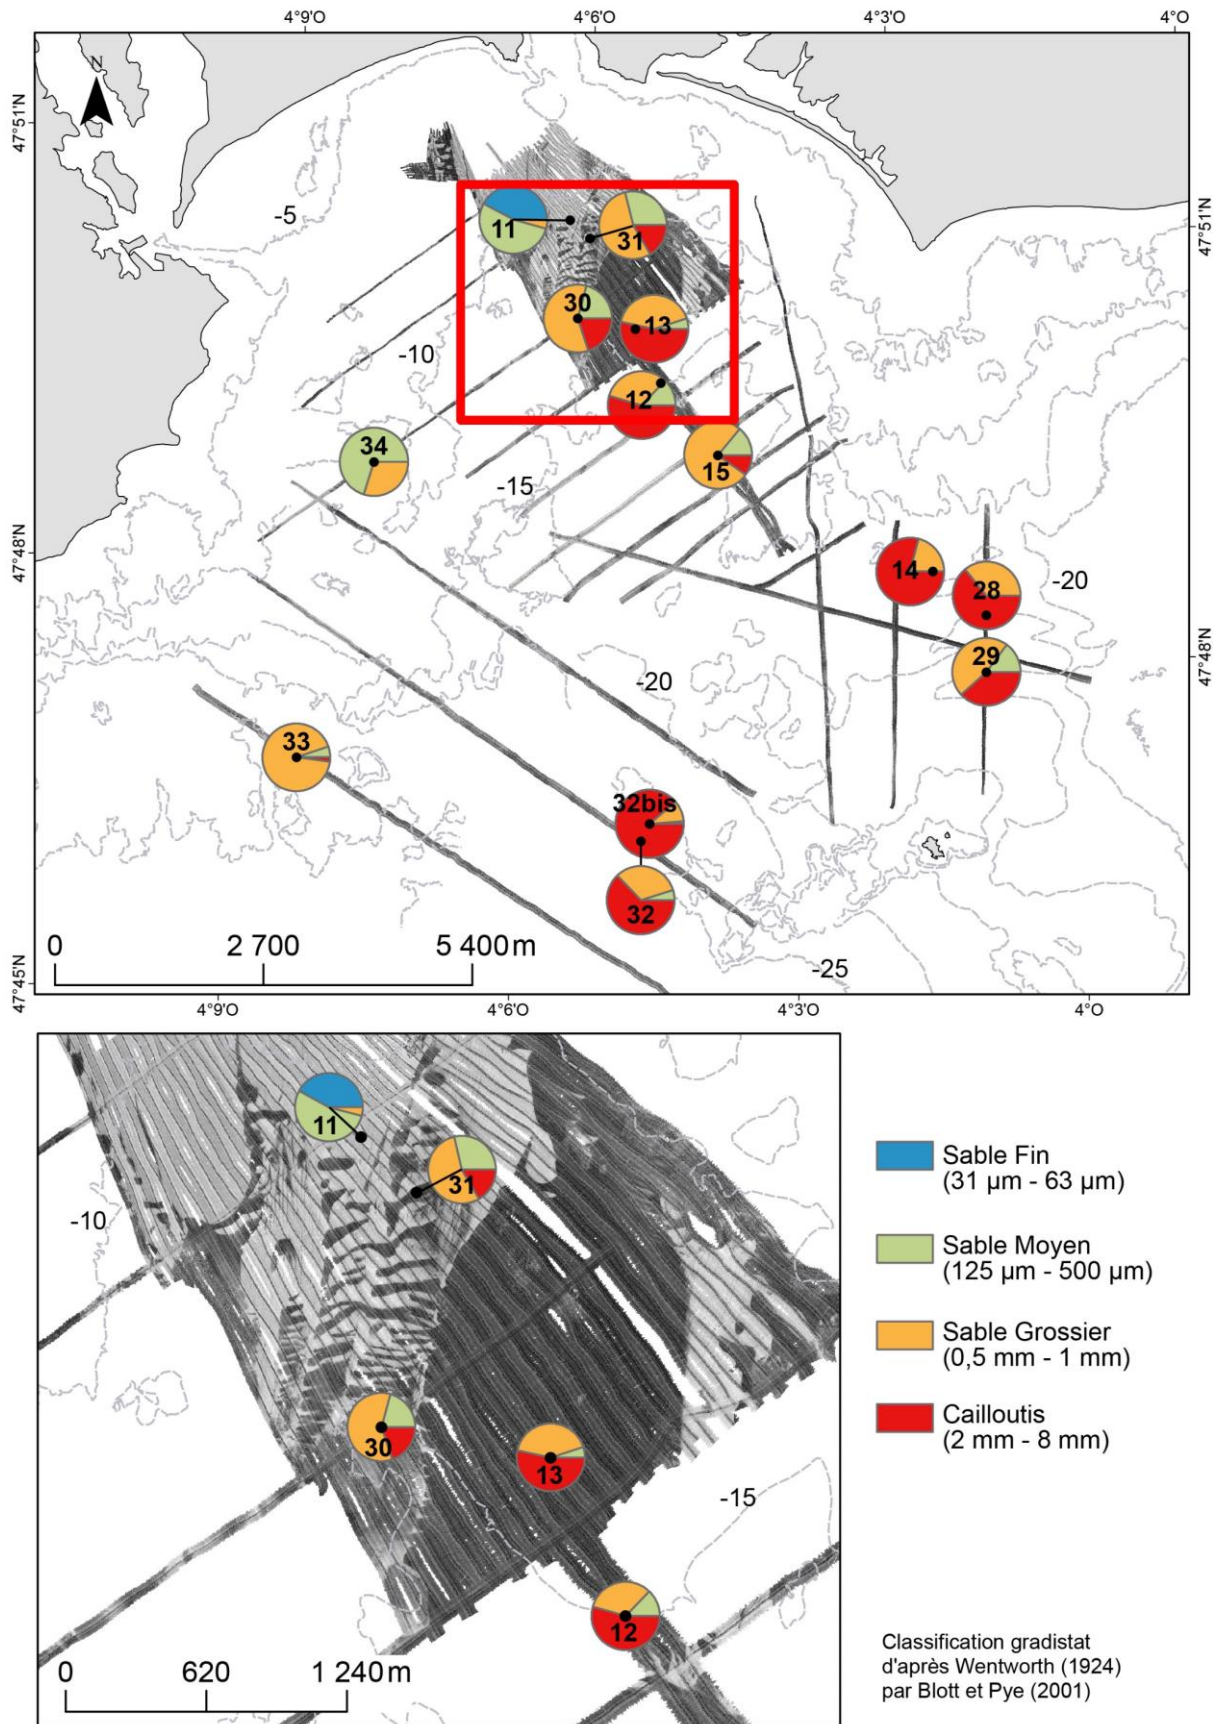 4°9'O
4°6'O
4°3'O
4°O
N
47°51'N
-5
11
31
47°51'N
30
13
-10
12
34
15
-15
47°48'N
14
28
-20
29
47°48'N
-20
33
32bis
32
0
2 700
5 400 m
-25
47°45'N
4°9'O
4°6'O
4°3'O
4°O
11
31
-10
30
13
-15
12
0
620
1 240 m
Sable Fin
(31 µm - 63 µm)
Sable Moyen
(125 µm - 500 µm)
Sable Grossier
(0,5 mm - 1 mm)
Cailloutis
(2 mm - 8 mm)
Classification gradistat
d'après Wentworth (1924)
par Blott et Pye (2001)